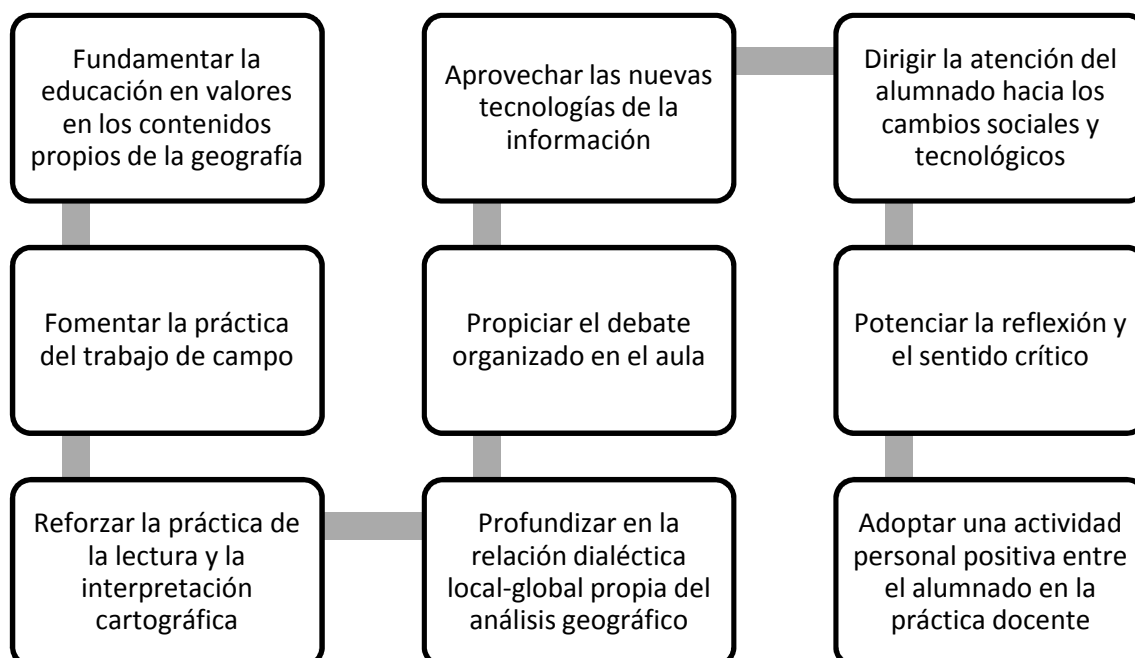 Fundamentar la
educación en valores
en los contenidos
propios de la geografía
Fomentar la práctica
del trabajo de campo
Reforzar la práctica de
la lectura y la
interpretación
cartográfica
Profundizar en la
relación dialéctica
local-global propia del
análisis geográfico
Propiciar el debate
organizado en el aula
Aprovechar las nuevas
tecnologías de la
información
Dirigir la atención del
alumnado hacia los
cambios sociales y
tecnológicos
Potenciar la reflexión y
el sentido crítico
Adoptar una actividad
personal positiva entre
el alumnado en la
práctica docente